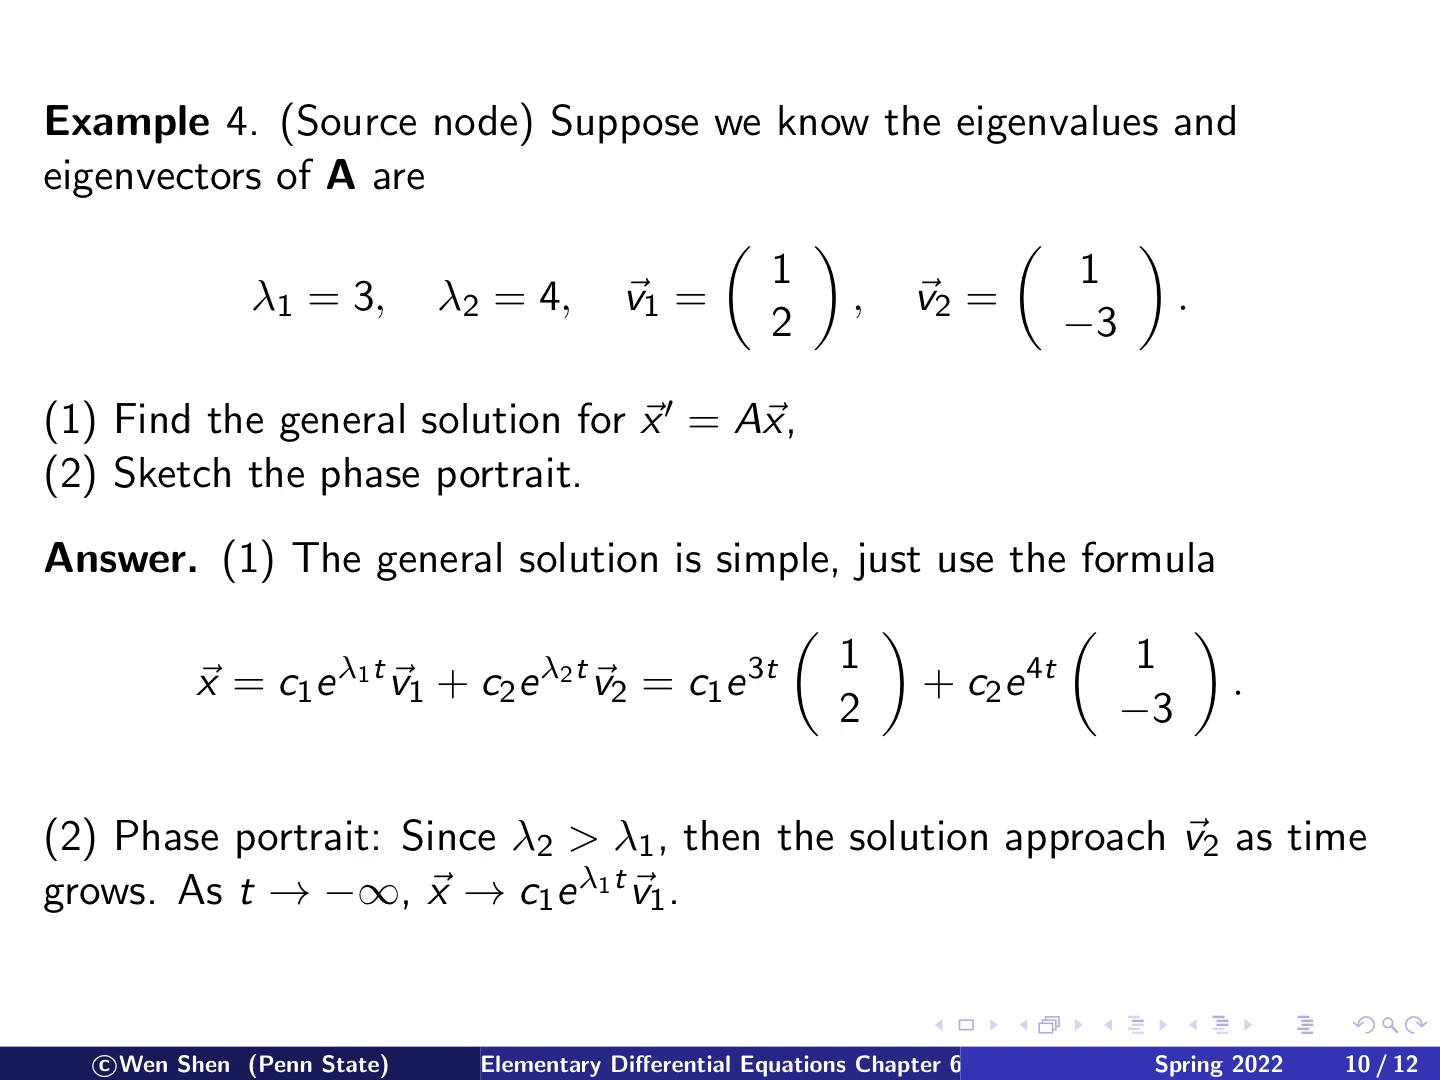 Example 4. (Source node) Suppose we know the eigenvalues and
eigenvectors of A are
λ₁ = 3, λ₂ = 4, v⃗₁ = ( 1 2 ), v⃗₂ = ( 1 −3 ).
(1) Find the general solution for x⃗′ = Ax⃗,
(2) Sketch the phase portrait.
Answer. (1) The general solution is simple, just use the formula
x⃗ = c₁e^{λ₁t}v⃗₁ + c₂e^{λ₂t}v⃗₂ = c₁e^{3t} ( 1 2 ) + c₂e^{4t} ( 1 −3 ).
(2) Phase portrait: Since λ₂ > λ₁, then the solution approach v⃗₂ as time
grows. As t → −∞, x⃗ → c₁e^{λ₁t}v⃗₁.
©Wen Shen (Penn State) Elementary Differential Equations Chapter 6 Spring 2022 10 / 12